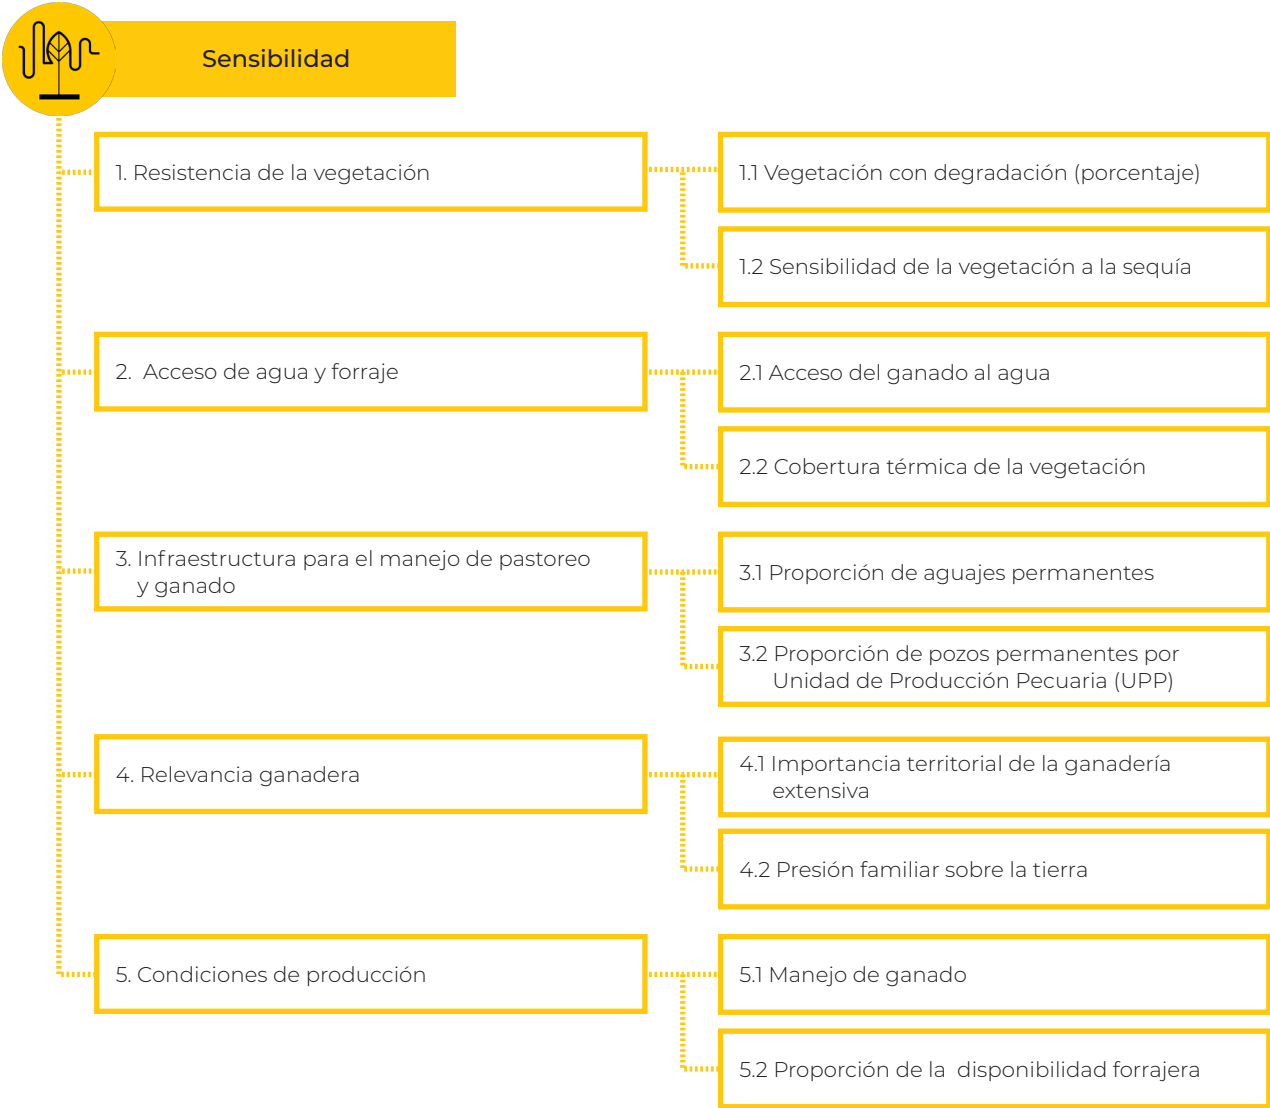 Sensibilidad
1. Resistencia de la vegetación
1.1 Vegetación con degradación (porcentaje)
1.2 Sensibilidad de la vegetación a la sequía
2. Acceso de agua y forraje
2.1 Acceso del ganado al agua
2.2 Cobertura térmica de la vegetación
3. Infraestructura para el manejo de pastoreo
y ganado
3.1 Proporción de aguajes permanentes
3.2 Proporción de pozos permanentes por
Unidad de Producción Pecuaria (UPP)
4. Relevancia ganadera
4.1 Importancia territorial de la ganadería
extensiva
4.2 Presión familiar sobre la tierra
5. Condiciones de producción
5.1 Manejo de ganado
5.2 Proporción de la disponibilidad forrajera